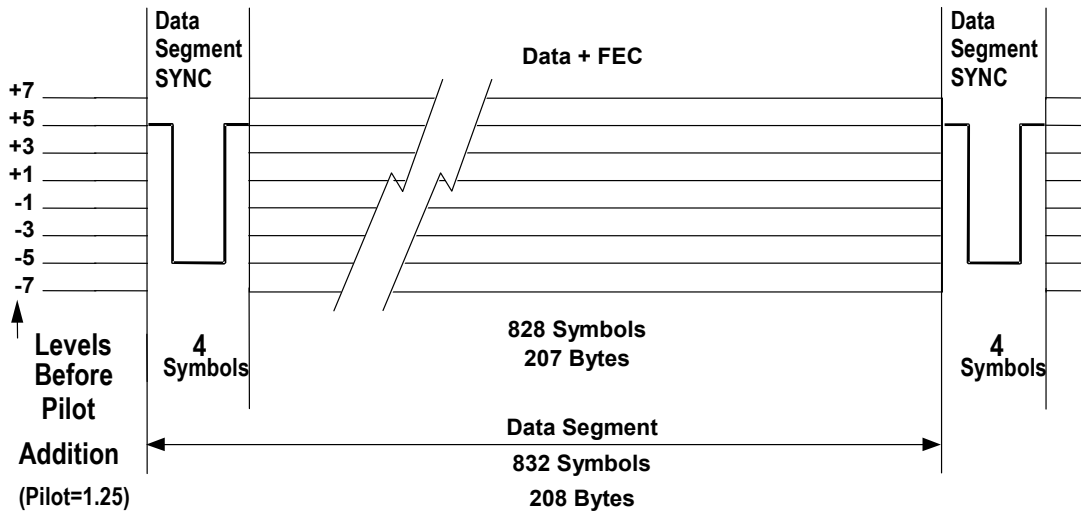 Data
Segment
SYNC
Data + FEC
Data
Segment
SYNC
+7
+5
+3
+1
-1
-3
-5
-7
Levels
Before
Pilot
Addition
(Pilot=1.25)
4
Symbols
828 Symbols
207 Bytes
4
Symbols
Data Segment
832 Symbols
208 Bytes